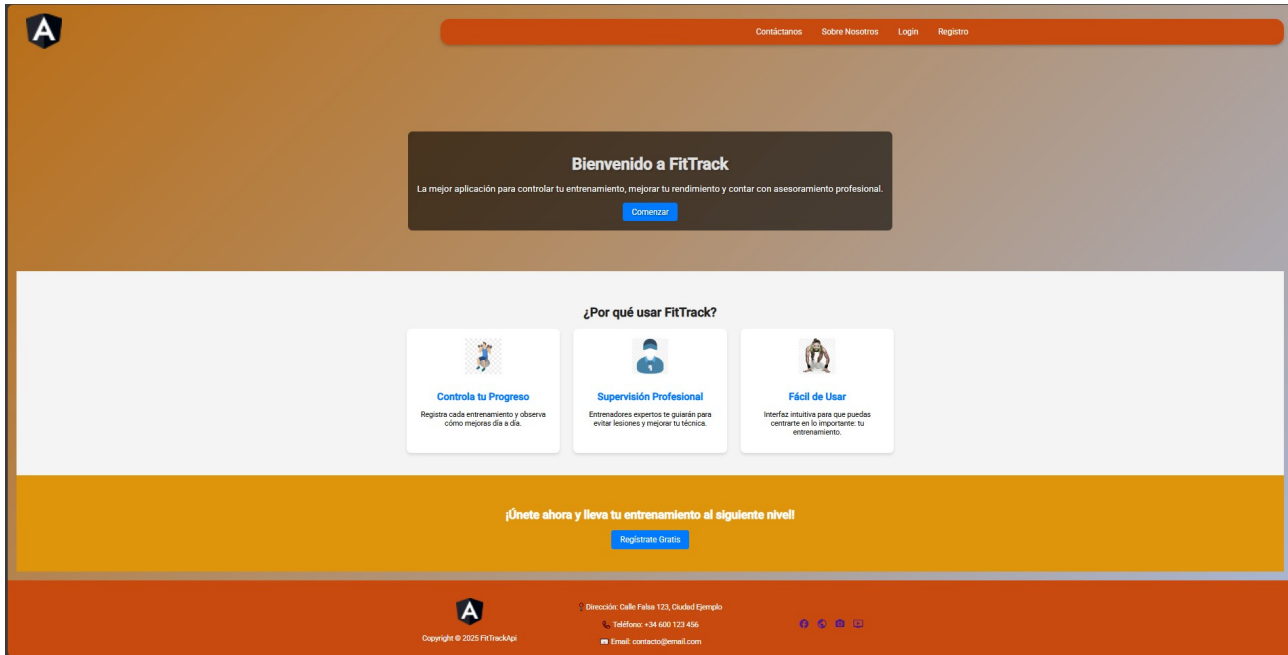 A
Contáctanos Sobre Nosotros Login Registro
Bienvenido a FitTrack
La mejor aplicación para controlar tu entrenamiento, mejorar tu rendimiento y contar con asesoramiento profesional.
Comenzar
¿Por qué usar FitTrack?
Controla tu Progreso
Registra cada entrenamiento y observa
cómo mejoras día a día.
Supervisión Profesional
Entrenadores expertos te guiarán para
evitar lesiones y mejorar tu técnica.
Fácil de Usar
Interfaz intuitiva para que puedas
centrarte en lo importante: tu
entrenamiento.
¡Únete ahora y lleva tu entrenamiento al siguiente nivel!
Regístrate Gratis
A
Copyright © 2025 FitTrackApi
Dirección: Calle Falsa 123, Ciudad Ejemplo
Teléfono: +34 600 123 456
Email: contacto@email.com